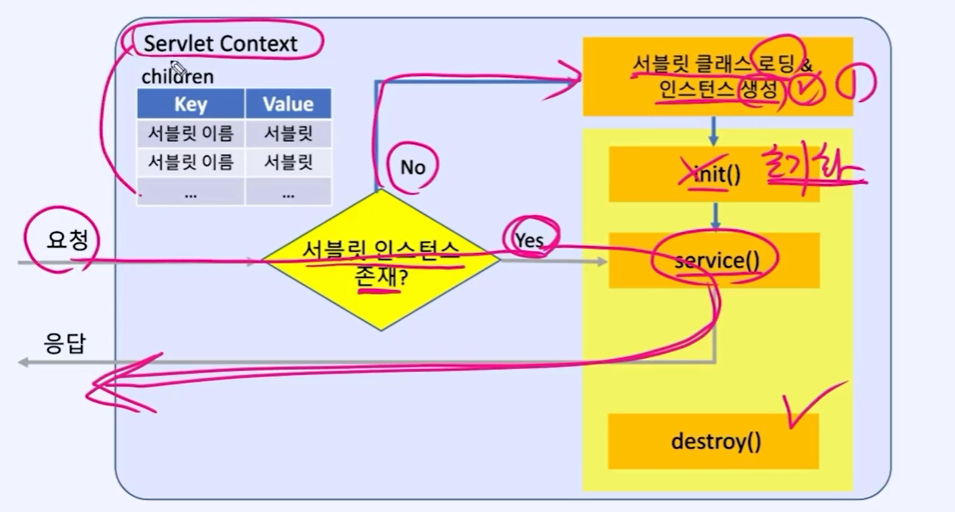 Servlet Context
children
Key Value
서블릿 이름 서블릿
서블릿 이름 서블릿
... ...
서블릿 클래스 로딩 &
인스턴스 생성 ①
No
init() 초기화
요청
서블릿 인스턴스
존재?
Yes
service()
응답
destroy()